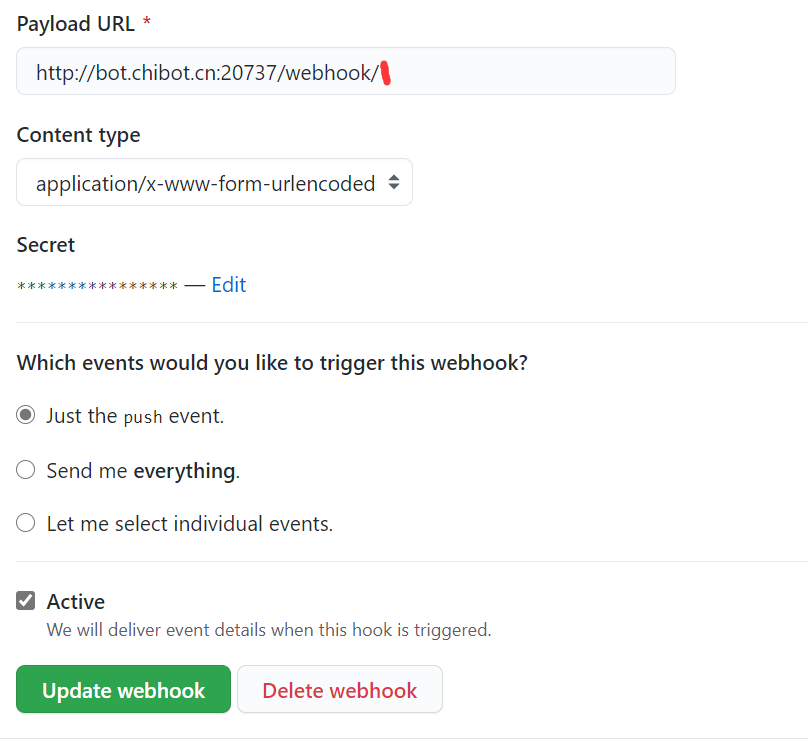 Payload URL *
http://bot.chibot.cn:20737/webhook/
Content type
application/x-www-form-urlencoded
Secret
**************** — Edit
Which events would you like to trigger this webhook?
Just the push event.
Send me everything.
Let me select individual events.
Active
We will deliver event details when this hook is triggered.
Update webhook
Delete webhook